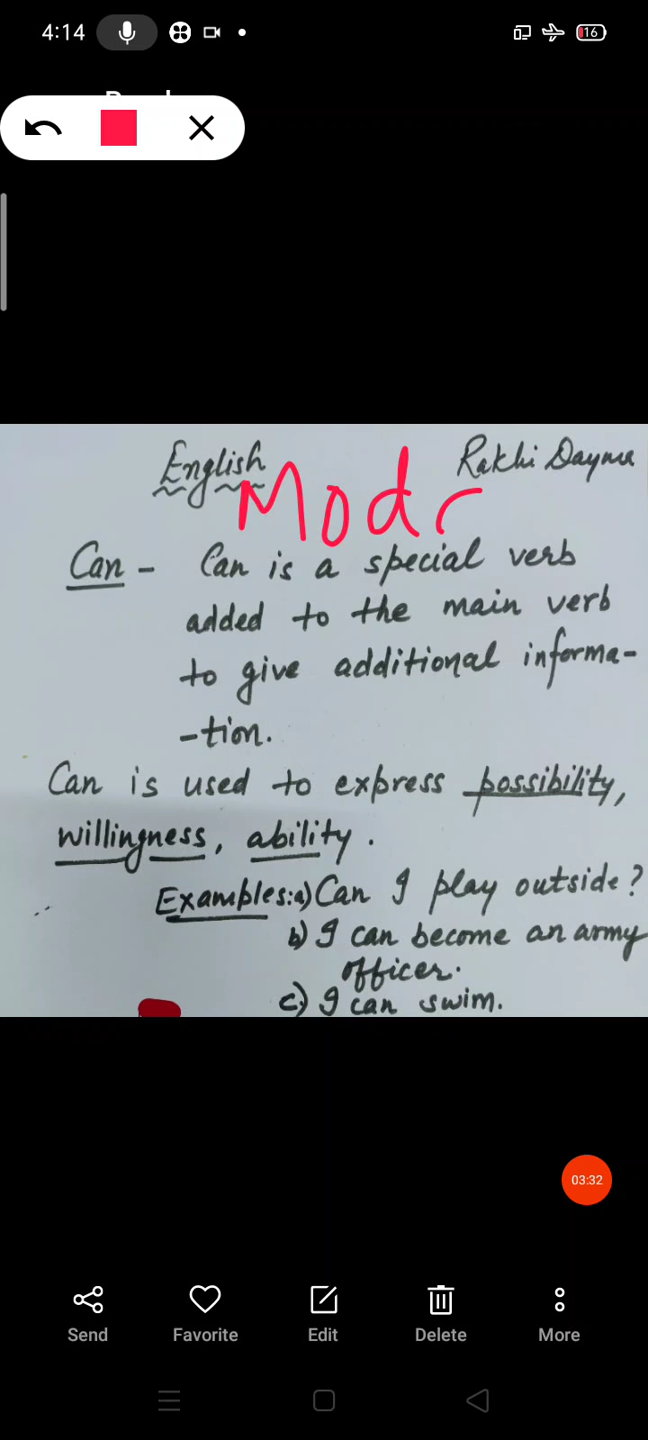 4:14
16
English
Rakhi Dayma
Mod
Can - Can is a special verb
added to the main verb
to give additional informa-
-tion.
Can is used to express possibility,
willingness, ability.
Examples:a) Can I play outside?
b) I can become an army
officer.
c) I can swim.
03:32
Send Favorite Edit Delete More